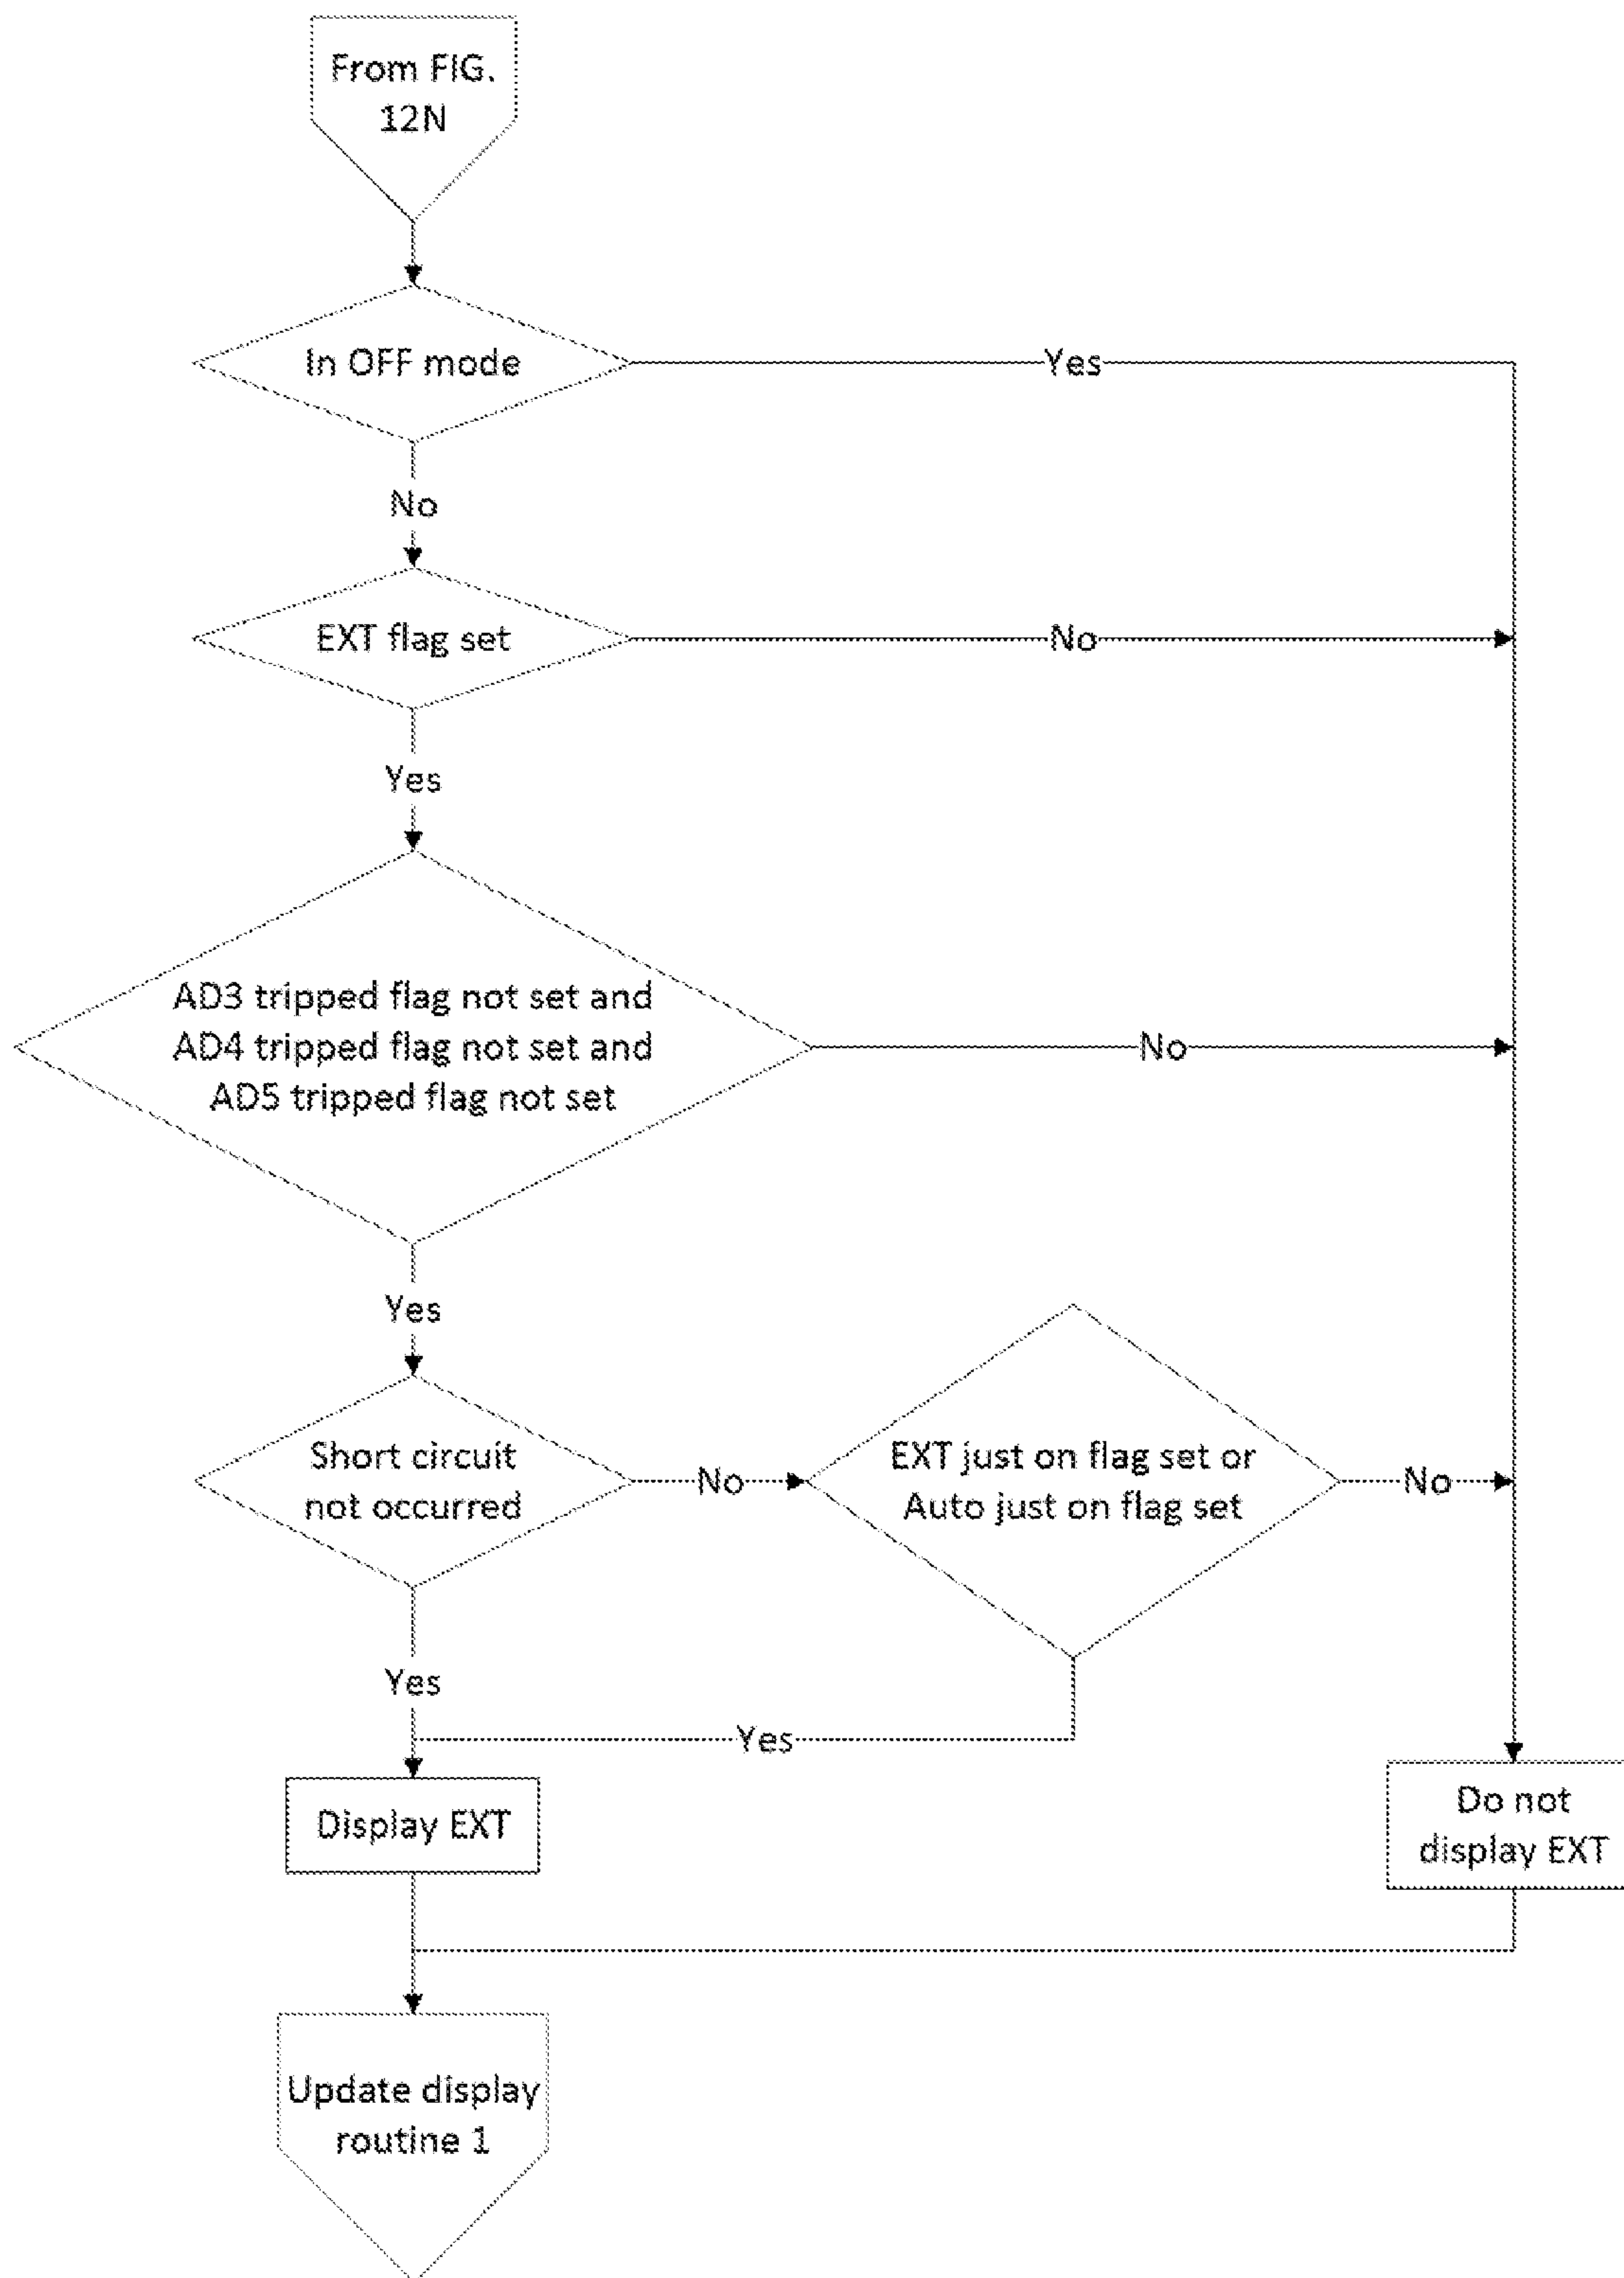 From FIG.
12N
In OFF mode
Yes
No
EXT flag set
No
Yes
AD3 tripped flag not set and
AD4 tripped flag not set and
AD5 tripped flag not set
No
Yes
Short circuit
not occurred
No
EXT just on flag set or
Auto just on flag set
No
Yes
Yes
Display EXT
Do not
display EXT
Update display
routine 1